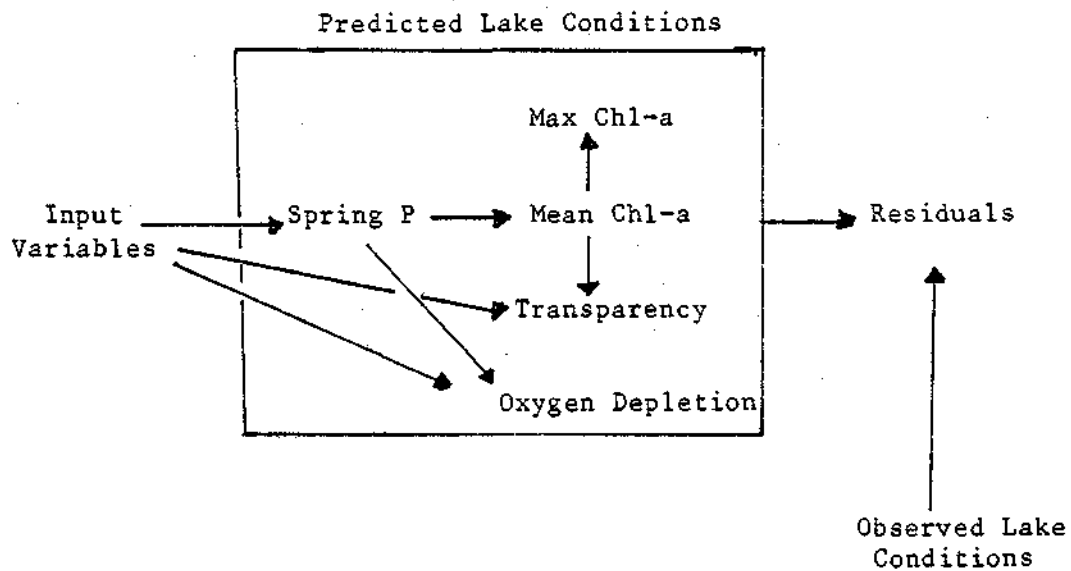 Predicted Lake Conditions
Max Chl-a
Input
Variables
Spring P
Mean Chl-a
Residuals
Transparency
Oxygen Depletion
Observed Lake
Conditions